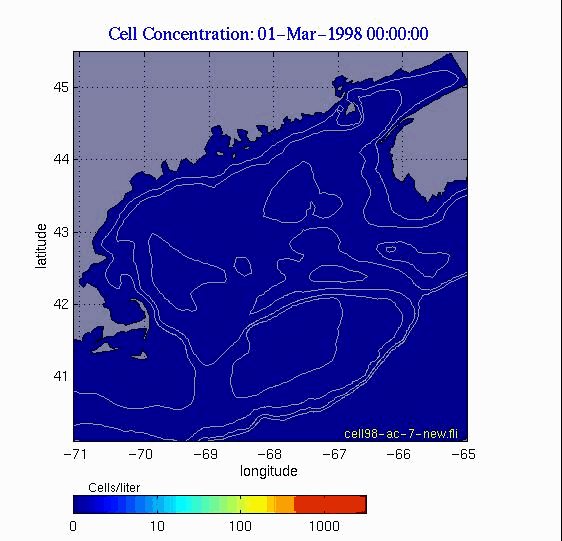 Cell Concentration: 01-Mar-1998 00:00:00
45
44
43
42
41
latitude
cell98-ac-7-new.fli
-71 -70 -69 -68 -67 -66 -65
longitude
Cells/liter
0 10 100 1000